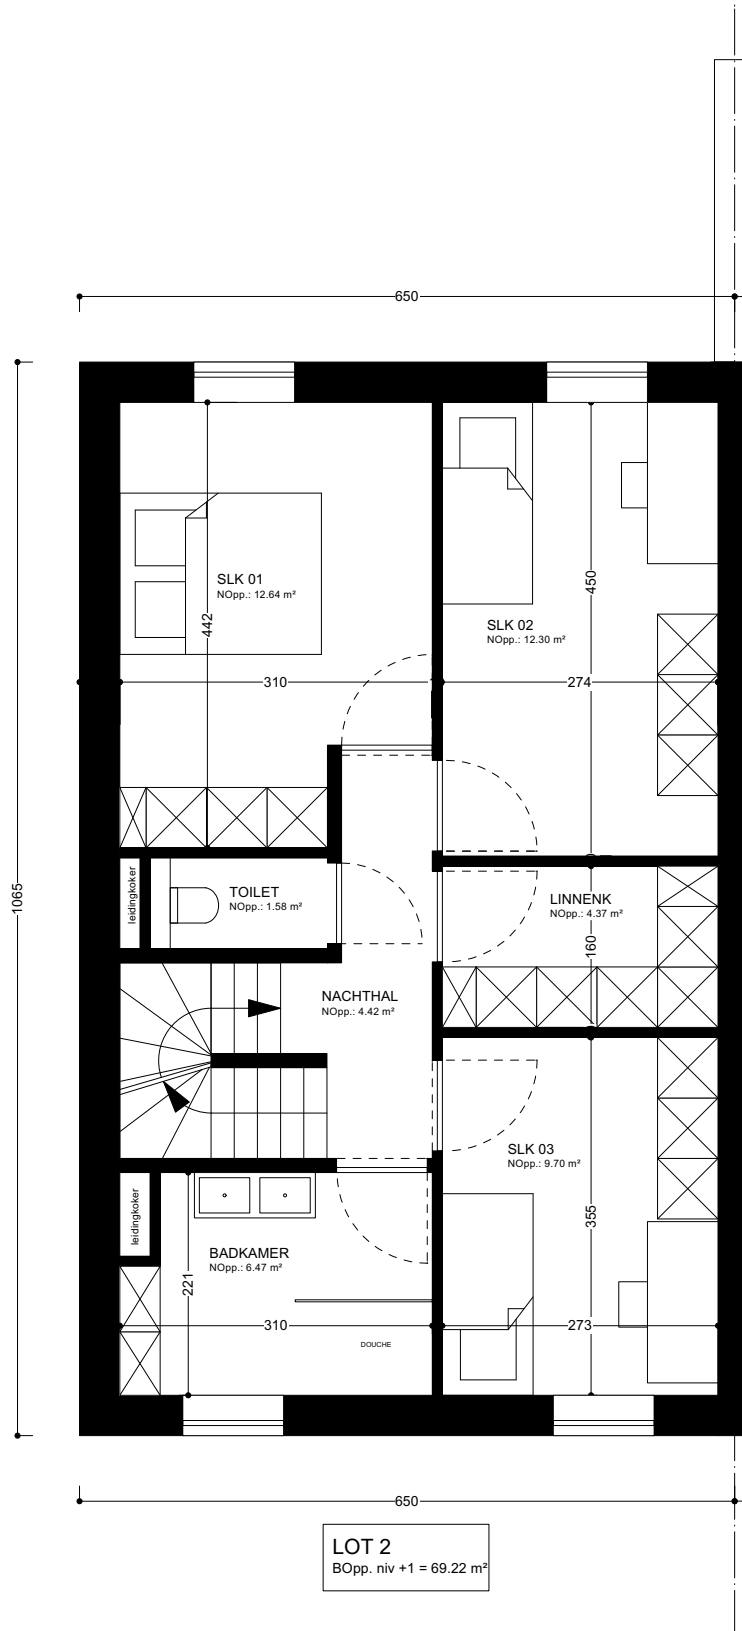 650
1065
SLK 01
NOpp.: 12.64 m²
442
310
SLK 02
NOpp.: 12.30 m²
450
274
leidingkoker
TOILET
NOpp.: 1.58 m²
LINNENK
NOpp.: 4.37 m²
160
NACHTHAL
NOpp.: 4.42 m²
SLK 03
NOpp.: 9.70 m²
355
273
leidingkoker
BADKAMER
NOpp.: 6.47 m²
221
310
DOUCHE
650
LOT 2
BOpp. niv +1 = 69.22 m²